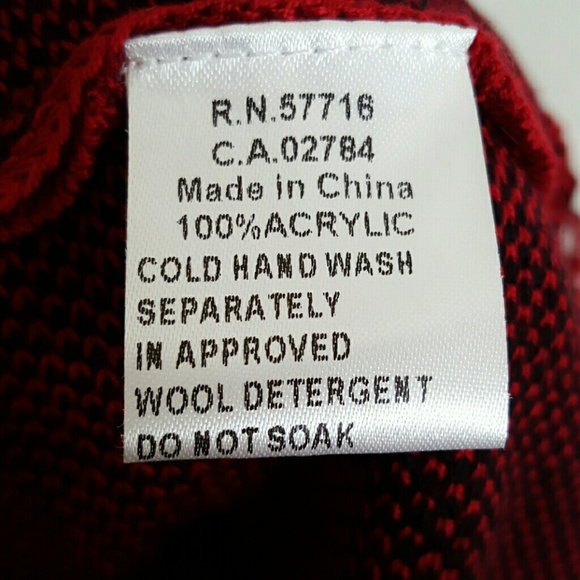 R.N.57716
C.A.02784
Made in China
100%ACRYLIC
COLD HAND WASH
SEPARATELY
IN APPROVED
WOOL DETERGENT
DO NOT SOAK